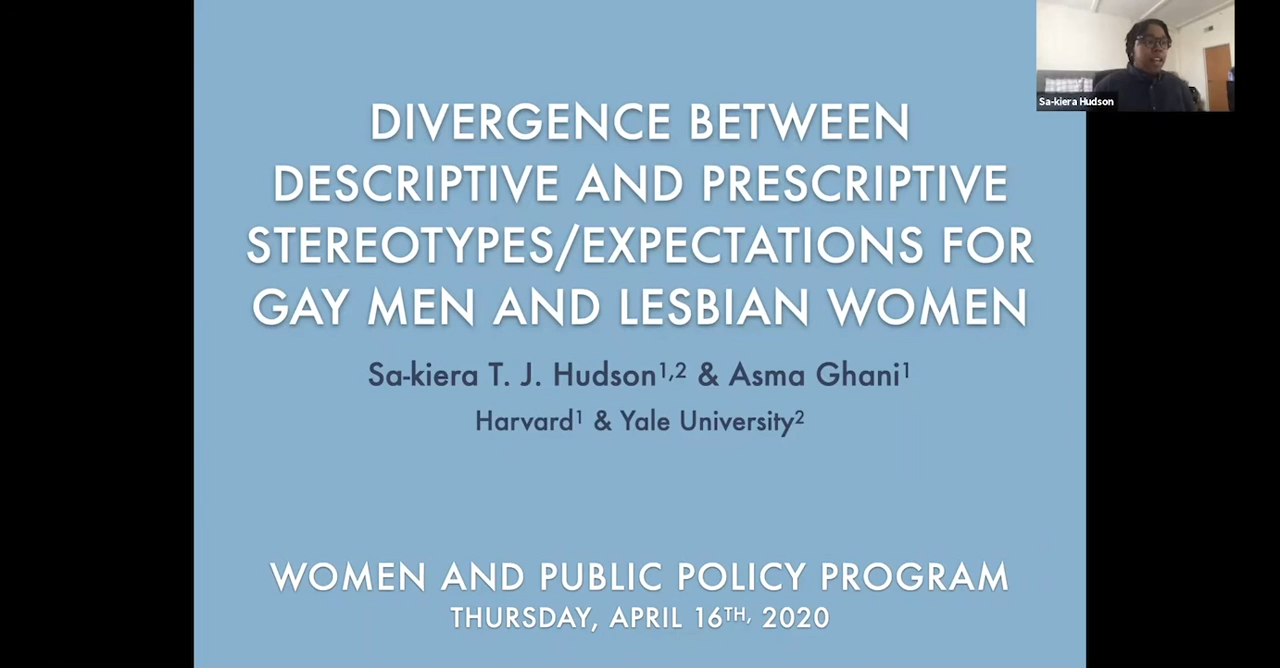 DIVERGENCE BETWEEN
DESCRIPTIVE AND PRESCRIPTIVE
STEREOTYPES/EXPECTATIONS FOR
GAY MEN AND LESBIAN WOMEN
Sa-kiera T. J. Hudson¹,² & Asma Ghani¹
Harvard¹ & Yale University²
WOMEN AND PUBLIC POLICY PROGRAM
THURSDAY, APRIL 16TH, 2020
Sa-kiera Hudson